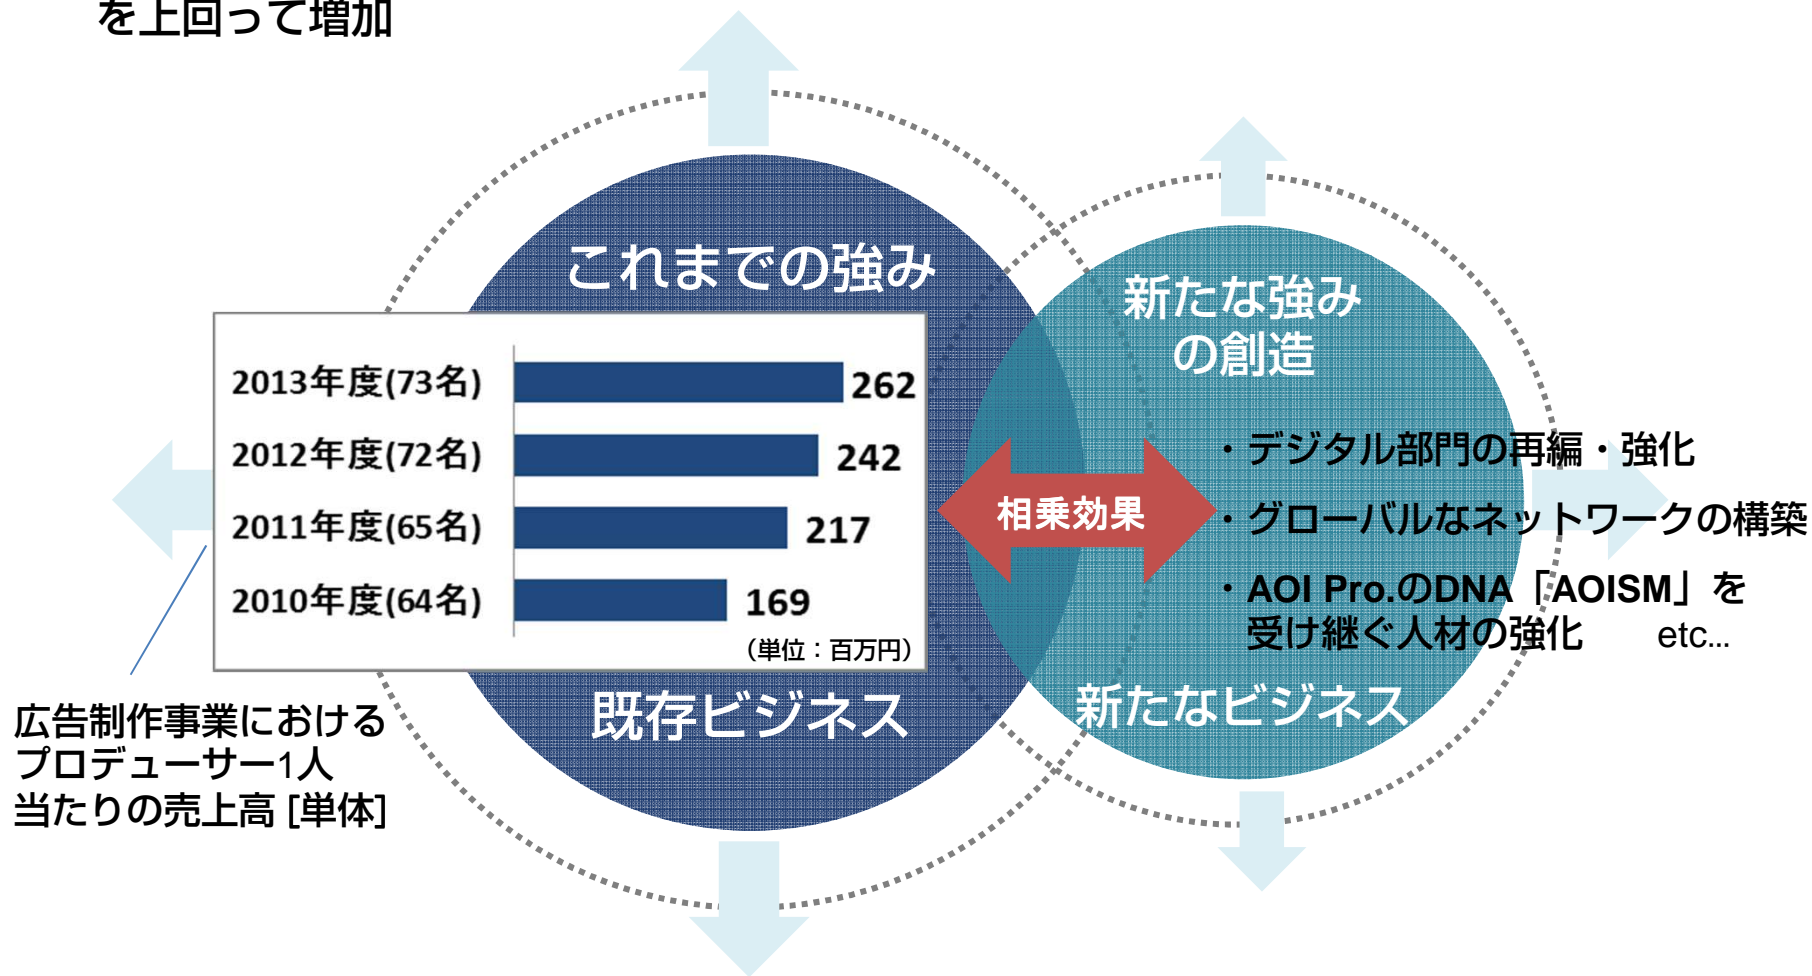 を上回って増加
これまでの強み
2013年度(73名) 262
2012年度(72名) 242
2011年度(65名) 217
2010年度(64名) 169
（単位：百万円）
既存ビジネス
広告制作事業における
プロデューサー1人
当たりの売上高 [単体]
相乗効果
新たな強み
の創造
・デジタル部門の再編・強化
・グローバルなネットワークの構築
・AOI Pro.のDNA「AOISM」を
受け継ぐ人材の強化 etc...
新たなビジネス